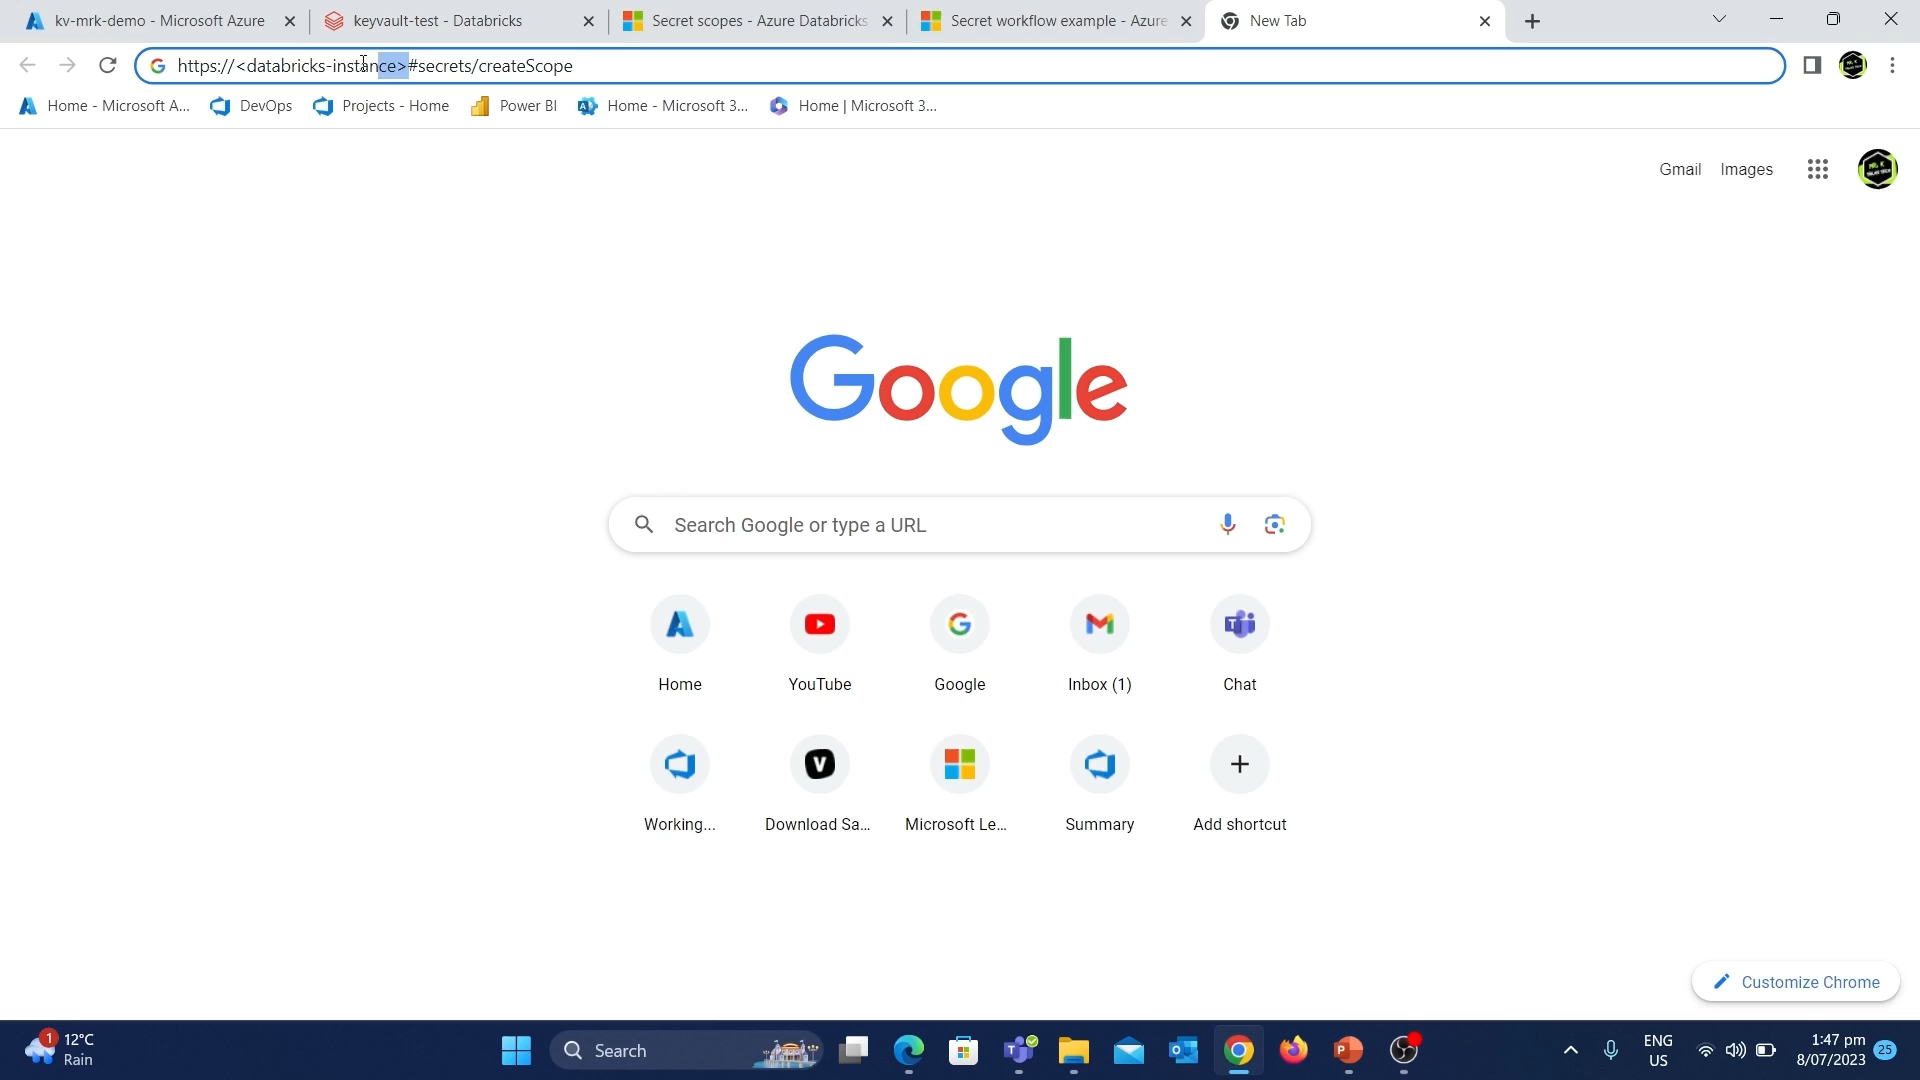 kv-mrk-demo - Microsoft Azure
keyvault-test - Databricks
Secret scopes - Azure Databricks
Secret workflow example - Azure
New Tab
https://<databricks-instance>#secrets/createScope
Home - Microsoft A...
DevOps
Projects - Home
Power BI
Home - Microsoft 3...
Home | Microsoft 3...
Gmail
Images
Google
Search Google or type a URL
Home
YouTube
Google
Inbox (1)
Chat
Working...
Download Sa...
Microsoft Le...
Summary
Add shortcut
Customize Chrome
1
12°C
Rain
Search
ENG
US
1:47 pm
8/07/2023
25